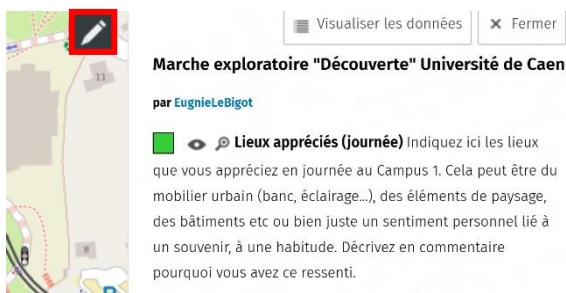 Visualiser les données
Fermer
Marche exploratoire "Découverte" Université de Caen
par EugnieLeBigot
Lieux appréciés (journée) Indiquez ici les lieux
que vous appréciez en journée au Campus 1. Cela peut être du
mobilier urbain (banc, éclairage...), des éléments de paysage,
des bâtiments etc ou bien juste un sentiment personnel lié à
un souvenir, à une habitude. Décrivez en commentaire
pourquoi vous avez ce ressenti.
11
8
P